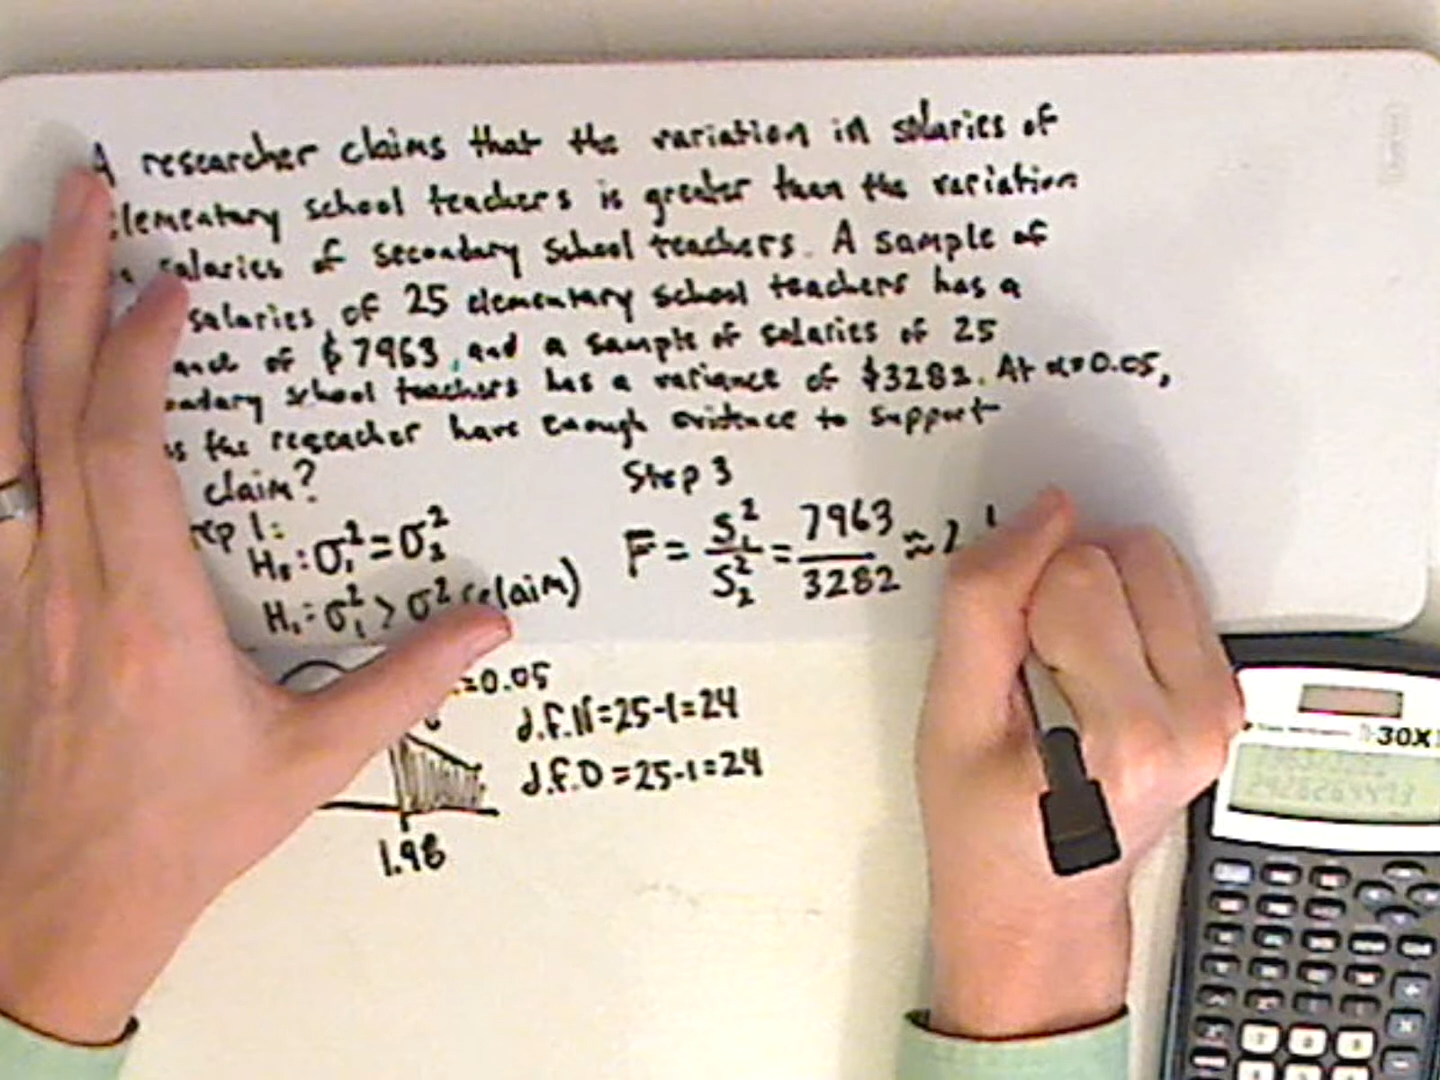 A researcher claims that the variation in salaries of
elementary school teachers is greater than the variation
salaries of secondary school teachers. A sample of
salaries of 25 elementary school teachers has a
of $7963, and a sample of salaries of 25
school teachers has a variance of $3282. At α=0.05,
the reseacher have enough evidence to support
claim?
Step 3
ep 1:
H₀: σ₁² = σ₂²
H₁: σ₁² > σ² (claim)
F = S₁²/S₂² = 7963/3282 ≈ 2
=0.05
d.f.N=25-1=24
d.f.D=25-1=24
1.98
30X